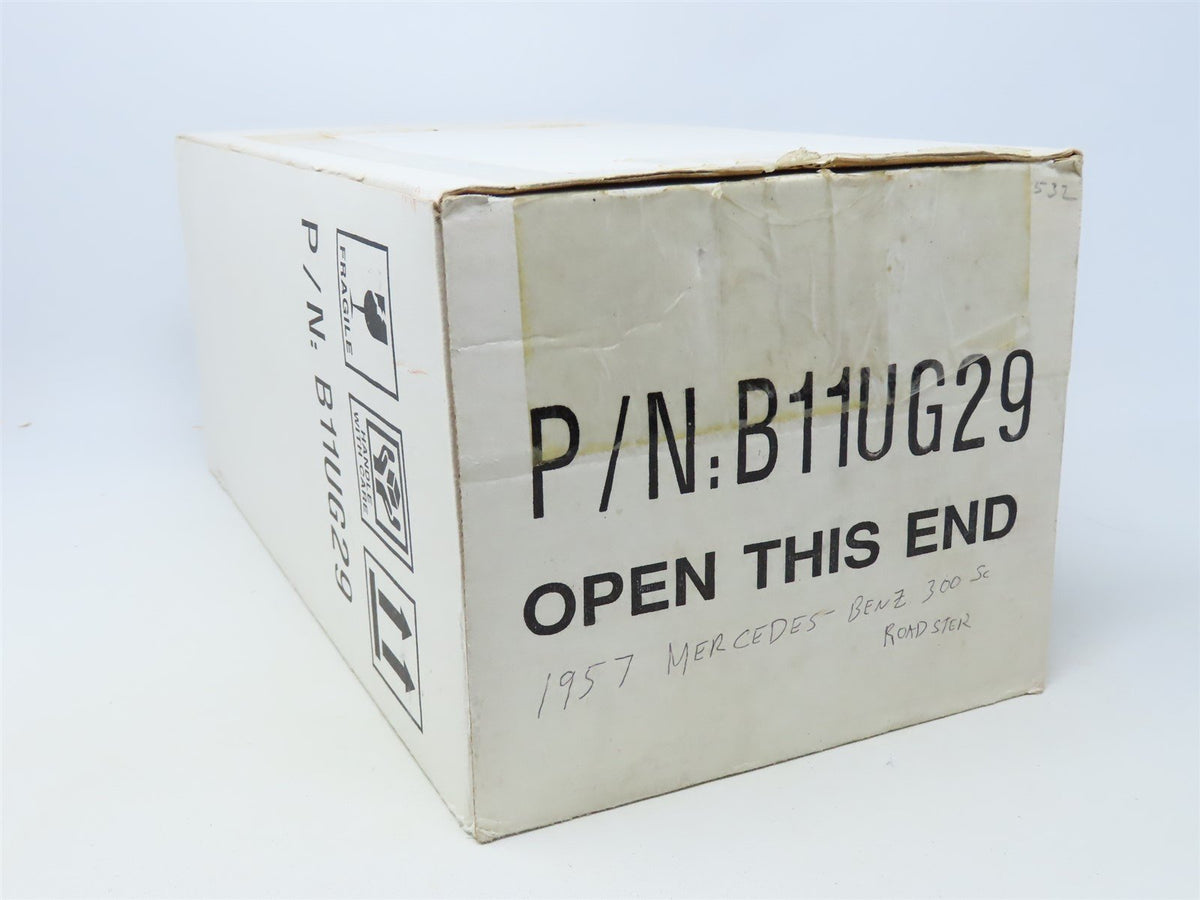 532
P/N:B11UG29
OPEN THIS END
1957 MERCEDES-BENZ 300 Sc
ROADSTER
FRAGILE
HANDLE
WITH CARE
P/N: B11UG29